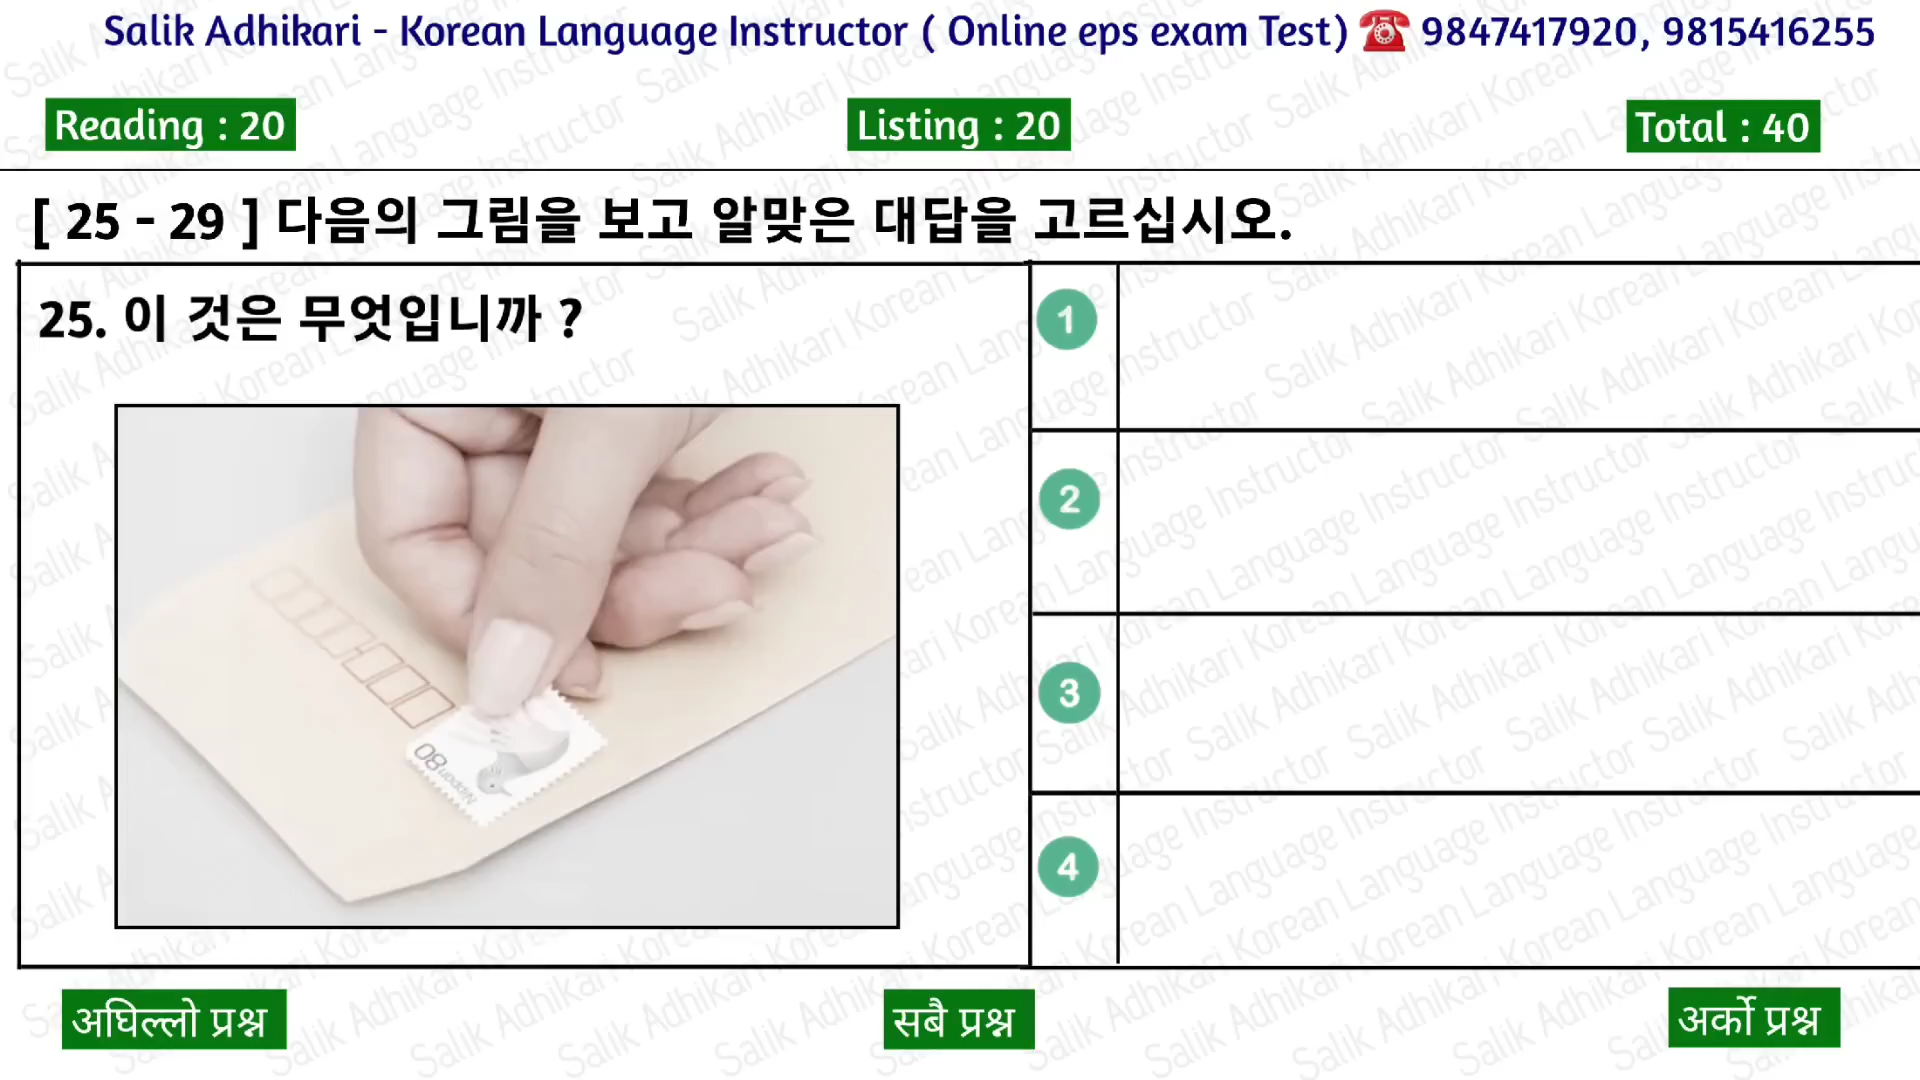 Salik Adhikari - Korean Language Instructor ( Online eps exam Test) ☎ 9847417920, 9815416255
Reading : 20
Listing : 20
Total : 40
[ 25 - 29 ] 다음의 그림을 보고 알맞은 대답을 고르십시오.
25. 이 것은 무엇입니까 ?
1
2
3
4
80
Nippon
अघिल्लो प्रश्न
सबै प्रश्न
अर्को प्रश्न